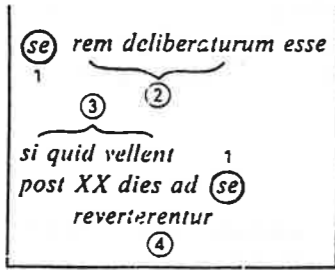 se rem deliberaturum esse
1
2
3
si quid vellent 1
post XX dies ad se
reverterentur
4